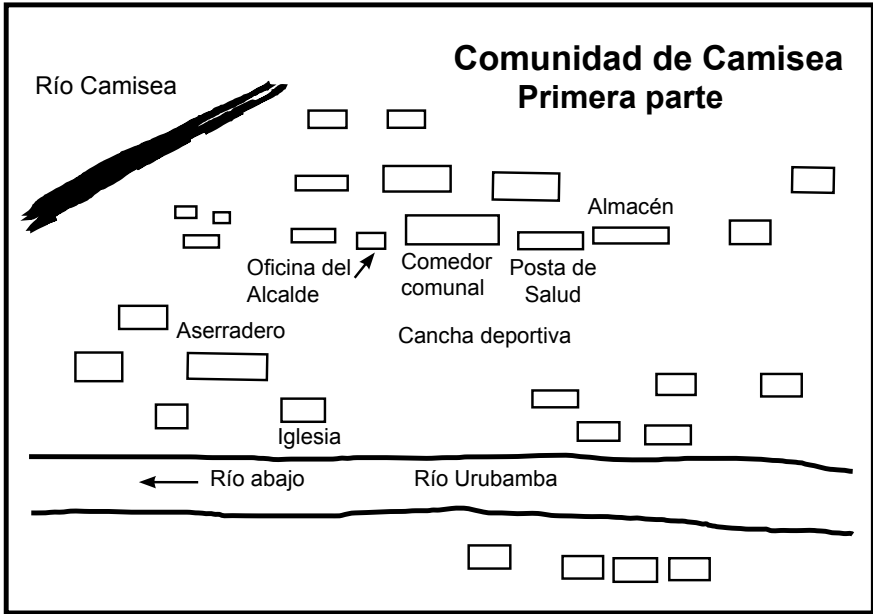 Comunidad de Camisea
Primera parte
Río Camisea
Almacén
Oficina del
Alcalde
Comedor
comunal
Posta de
Salud
Aserradero
Cancha deportiva
Iglesia
Río abajo
Río Urubamba